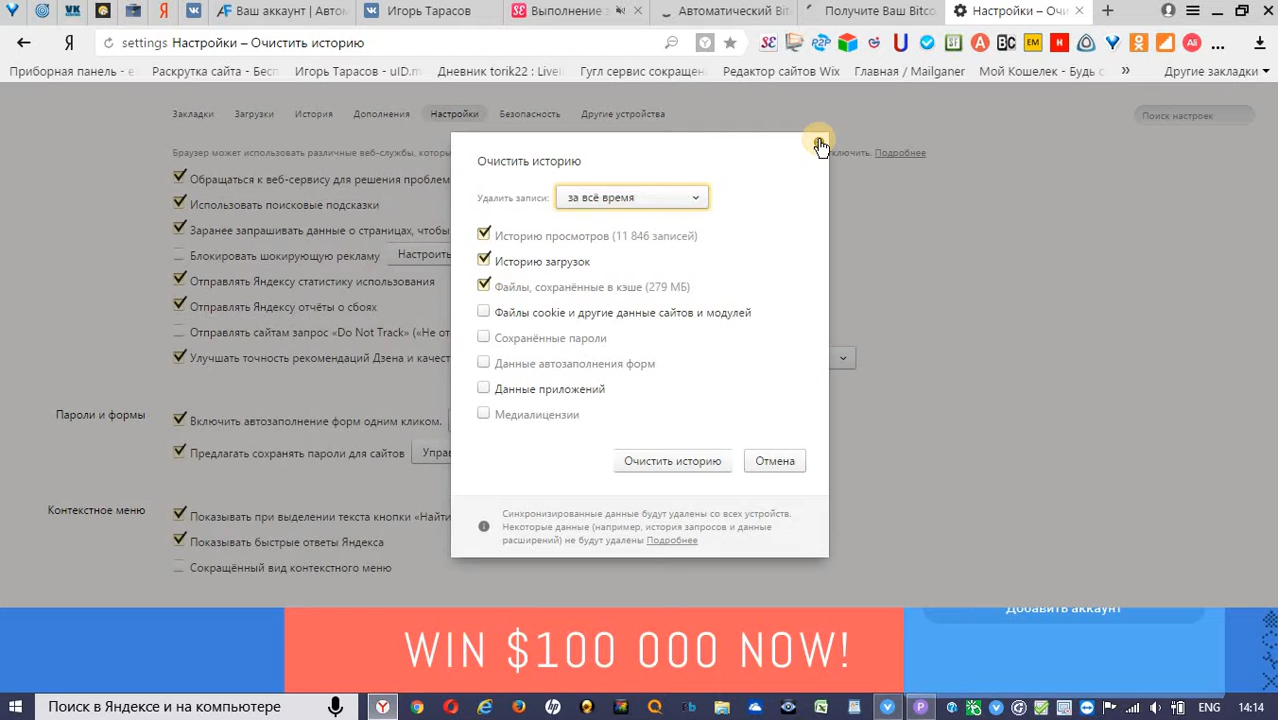 Ваш аккаунт | Автом
Игорь Тарасов
Выполнение з
Автоматический Bit
Получите Ваш Bitco
Настройки – Очи
settings Настройки – Очистить историю
Приборная панель - е
Раскрутка сайта - Бесп
Игорь Тарасов - uID.m
Дневник torik22 : Livel
Гугл сервис сокращен
Редактор сайтов Wix
Главная / Mailganer
Мой Кошелек - Будь с
Другие закладки
Закладки
Загрузки
История
Дополнения
Настройки
Безопасность
Другие устройства
Поиск настроек
Браузер может использовать различные веб-службы, которы
ключить. Подробнее
Обращаться к веб-сервису для решения проблем
Использовать поисковые подсказки
Заранее запрашивать данные о страницах, чтобы
Блокировать шокирующую рекламу
Настроить
Отправлять Яндексу статистику использования
Отправлять Яндексу отчёты о сбоях
Отправлять сайтам запрос «Do Not Track» («Не от
Улучшать точность рекомендаций Дзена и качест
Пароли и формы
Включить автозаполнение форм одним кликом.
Предлагать сохранять пароли для сайтов
Упра
Контекстное меню
Показывать при выделении текста кнопки «Найти
Показывать быстрые ответы Яндекса
Сокращённый вид контекстного меню
Очистить историю
Удалить записи:
за всё время
Историю просмотров (11 846 записей)
Историю загрузок
Файлы, сохранённые в кэше (279 МБ)
Файлы cookie и другие данные сайтов и модулей
Сохранённые пароли
Данные автозаполнения форм
Данные приложений
Медиалицензии
Очистить историю
Отмена
Синхронизированные данные будут удалены со всех устройств.
Некоторые данные (например, история запросов и данные
расширений) не будут удалены Подробнее
Добавить аккаунт
WIN $100 000 NOW!
Поиск в Яндексе и на компьютере
ENG
14:14